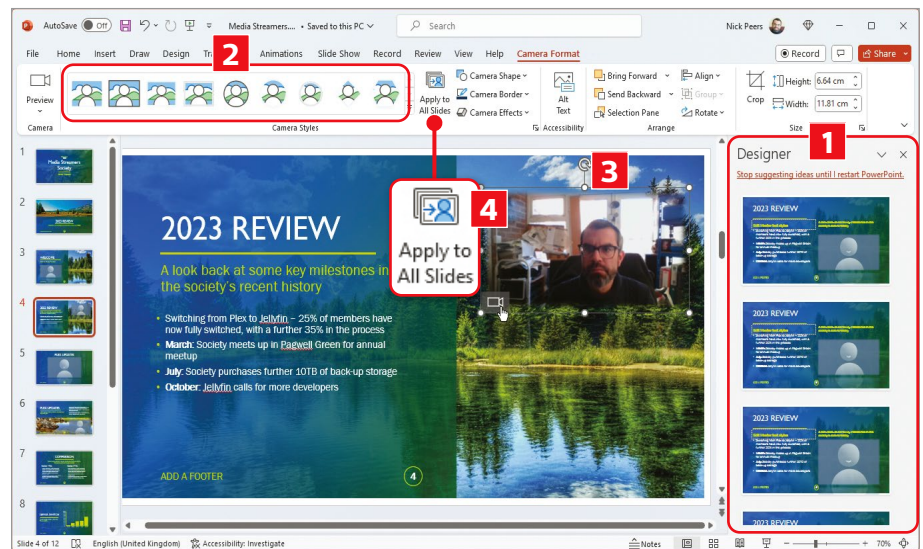 AutoSave Off Media Streamers.... • Saved to this PC Search Nick Peers
File Home Insert Draw Design Animations Slide Show Record Review View Help Camera Format Record Share
2
Preview
Camera
Camera Styles
Apply to
All Slides
Camera Shape
Camera Border
Camera Effects
Alt
Text
Accessibility
Bring Forward
Send Backward
Selection Pane
Align
Group
Rotate
Arrange
Crop
Height: 6.64 cm
Width: 11.81 cm
Size
1
Media Streamers
Society
2
3
4
5
6
7
8
2023 REVIEW
A look back at some key milestones in
the society's recent history
• Switching from Plex to Jellyfin – 25% of members have
now fully switched, with a further 35% in the process
• March: Society meets up in Pagwell Green for annual
meetup
• July: Society purchases further 10TB of back-up storage
• October: Jellyfin calls for more developers
ADD A FOOTER
4
Apply to
All Slides
4
3
1
Designer
Stop suggesting ideas until I restart PowerPoint.
2023 REVIEW
2023 REVIEW
2023 REVIEW
2023 REVIEW
Slide 4 of 12 English (United Kingdom) Accessibility: Investigate Notes 70%